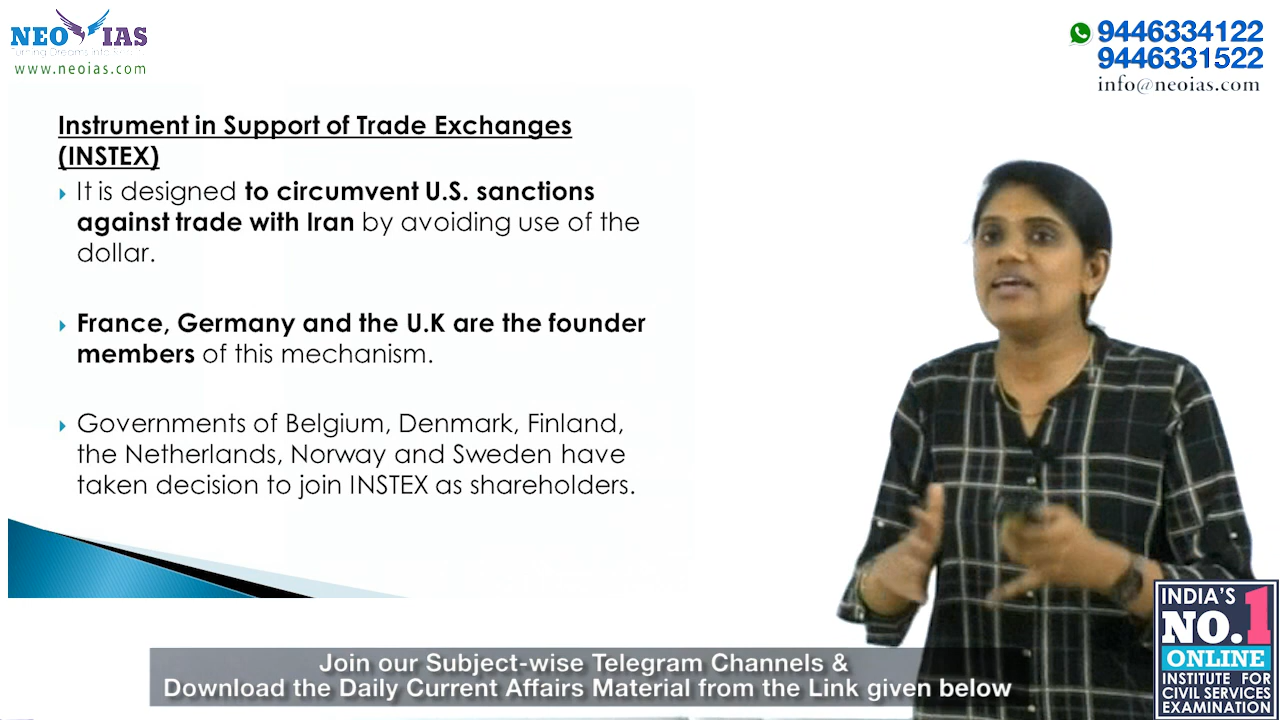 NEO IAS
Turning Dreams Into Reality
www.neoias.com
9446334122
9446331522
info@neoias.com
Instrument in Support of Trade Exchanges
(INSTEX)
It is designed to circumvent U.S. sanctions
against trade with Iran by avoiding use of the
dollar.
France, Germany and the U.K are the founder
members of this mechanism.
Governments of Belgium, Denmark, Finland,
the Netherlands, Norway and Sweden have
taken decision to join INSTEX as shareholders.
INDIA'S
NO.1
ONLINE
INSTITUTE FOR
CIVIL SERVICES
EXAMINATION
Join our Subject-wise Telegram Channels &
Download the Daily Current Affairs Material from the Link given below